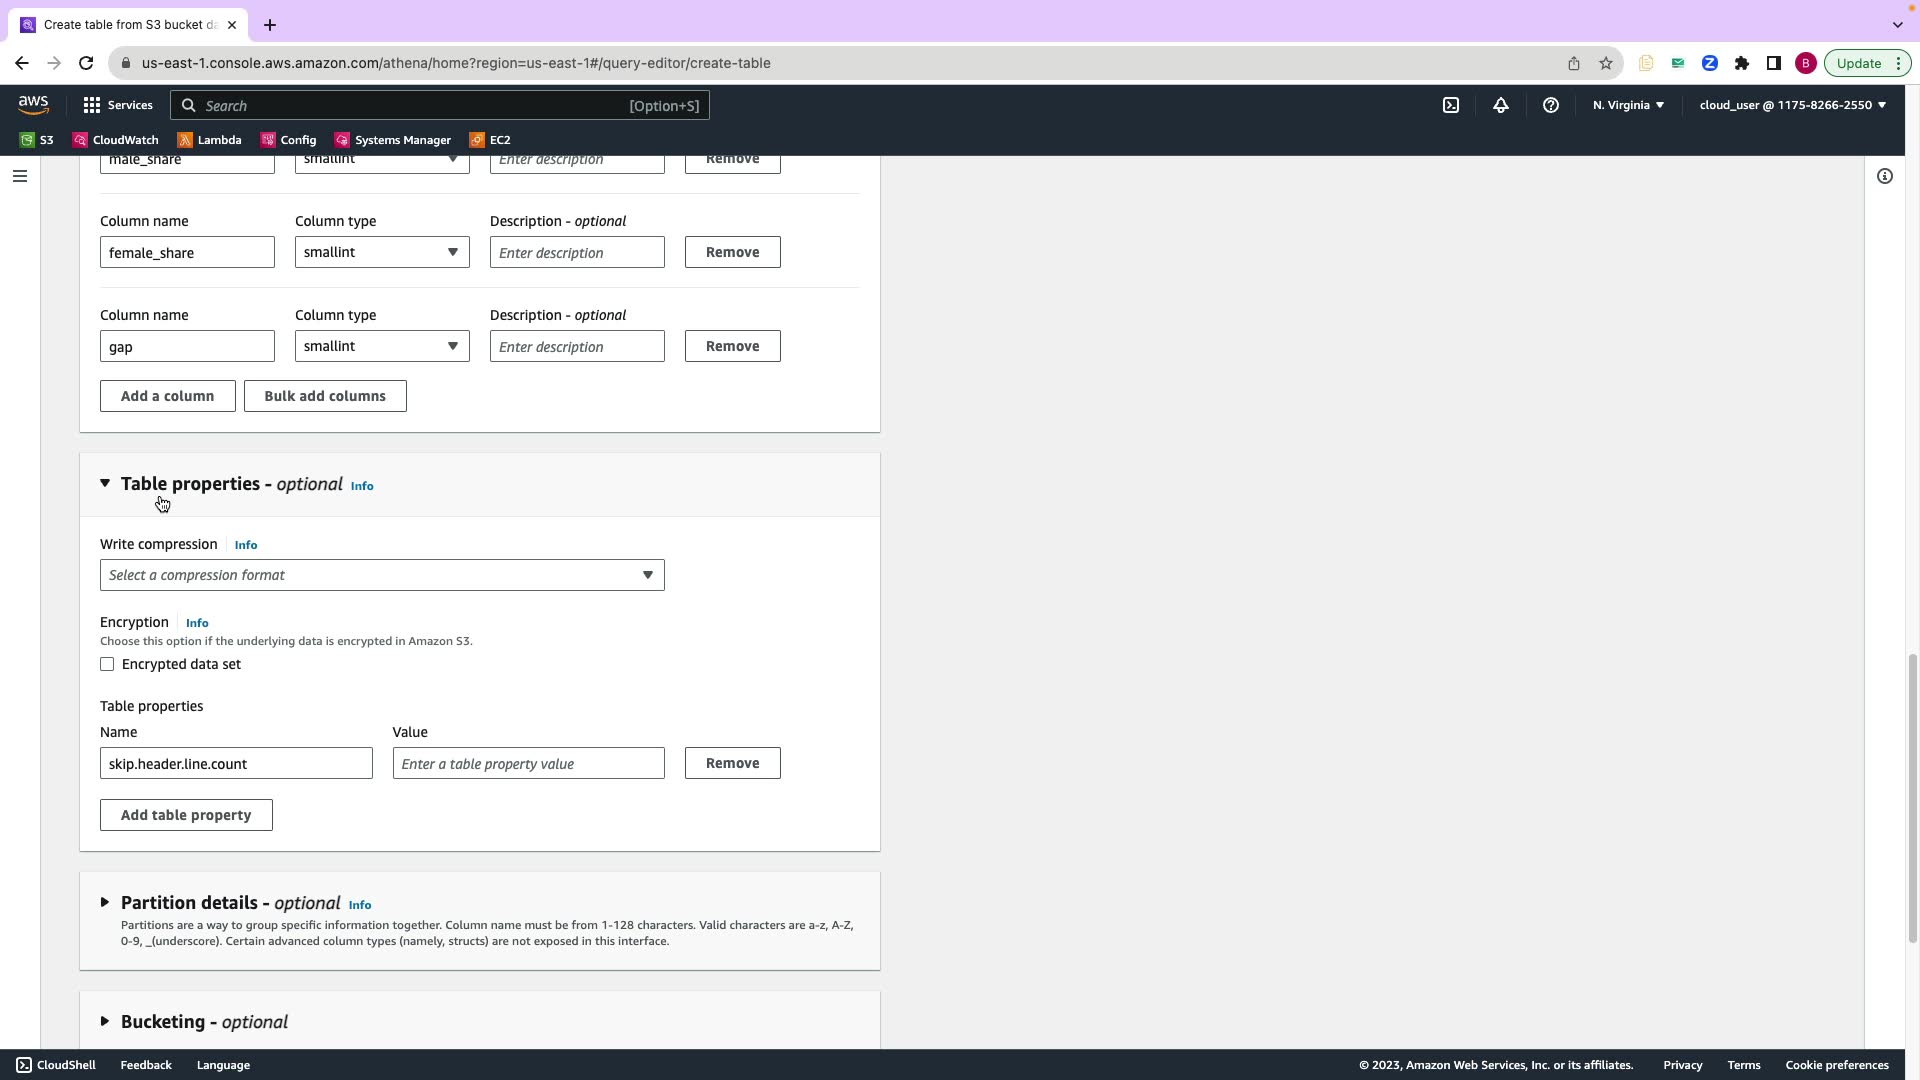 Create table from S3 bucket da
us-east-1.console.aws.amazon.com/athena/home?region=us-east-1#/query-editor/create-table
B
Update
aws
Services
Search
[Option+S]
N. Virginia
cloud_user @ 1175-8266-2550
S3
CloudWatch
Lambda
Config
Systems Manager
EC2
male_share
smallint
Enter description
Remove
Column name
Column type
Description - optional
female_share
smallint
Enter description
Remove
Column name
Column type
Description - optional
gap
smallint
Enter description
Remove
Add a column
Bulk add columns
Table properties - optional Info
Write compression Info
Select a compression format
Encryption Info
Choose this option if the underlying data is encrypted in Amazon S3.
Encrypted data set
Table properties
Name
Value
skip.header.line.count
Enter a table property value
Remove
Add table property
Partition details - optional Info
Partitions are a way to group specific information together. Column name must be from 1-128 characters. Valid characters are a-z, A-Z,
0-9, _(underscore). Certain advanced column types (namely, structs) are not exposed in this interface.
Bucketing - optional
CloudShell
Feedback
Language
© 2023, Amazon Web Services, Inc. or its affiliates.
Privacy
Terms
Cookie preferences